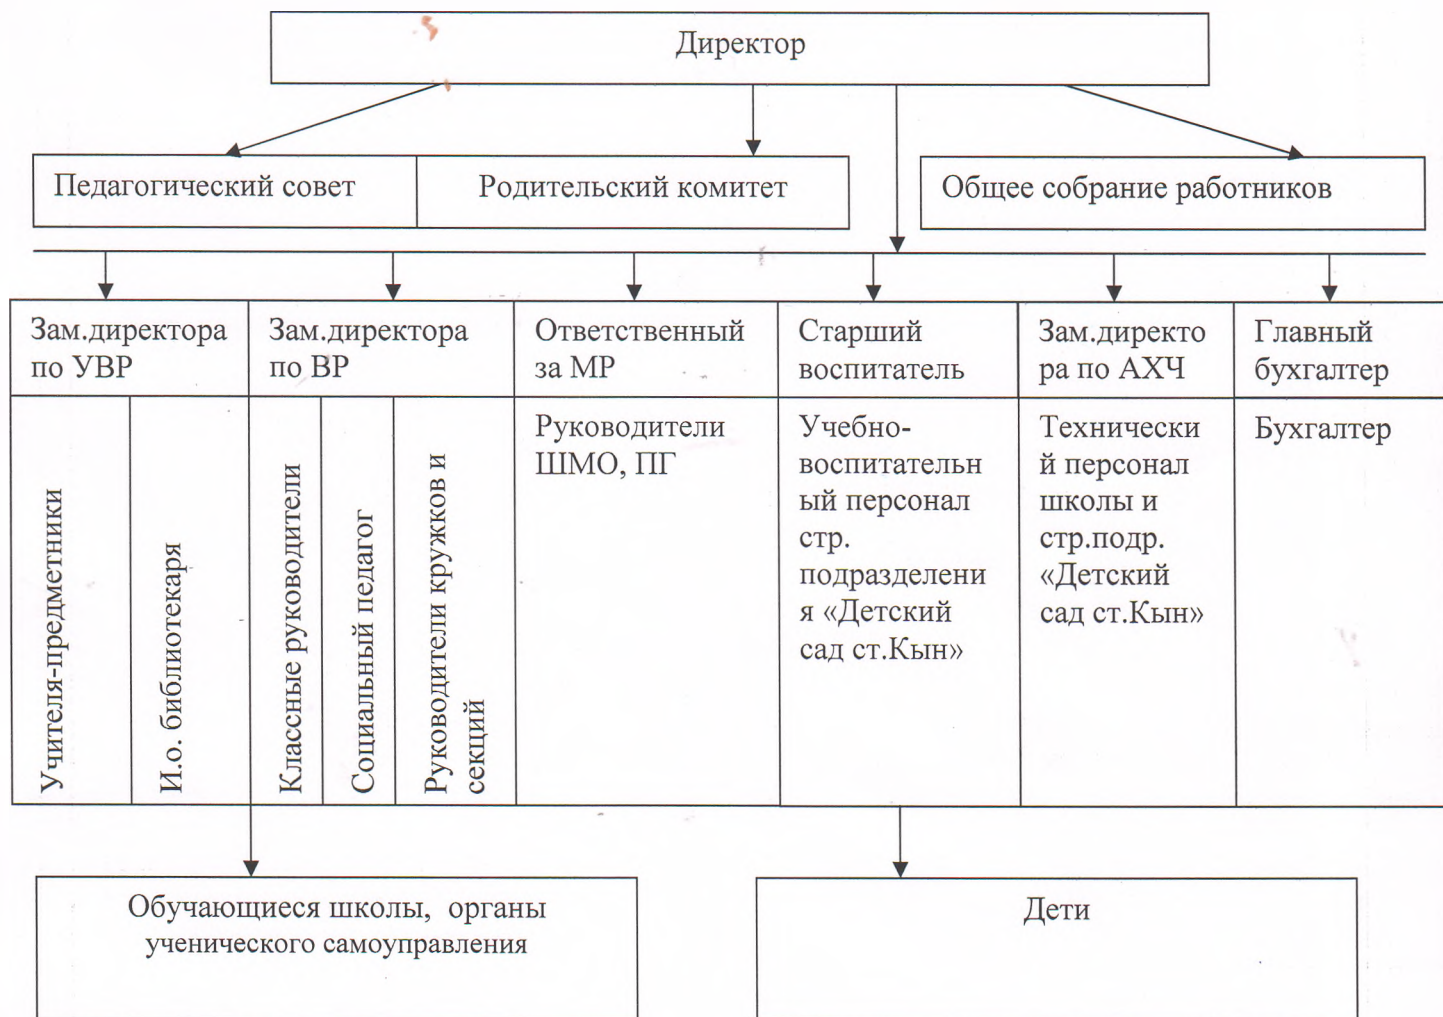 Директор
Педагогический совет
Родительский комитет
Общее собрание работников
Зам.директора
по УВР
Зам.директора
по ВР
Ответственный
за МР
Старший
воспитатель
Зам.директо
ра по АХЧ
Главный
бухгалтер
Учителя-предметники
И.о. библиотекаря
Классные руководители
Социальный педагог
Руководители кружков и
секций
Руководители
ШМО, ПГ
Учебно-
воспитательн
ый персонал
стр.
подразделени
я «Детский
сад ст.Кын»
Технически
й персонал
школы и
стр.подр.
«Детский
сад ст.Кын»
Бухгалтер
Обучающиеся школы, органы
ученического самоуправления
Дети